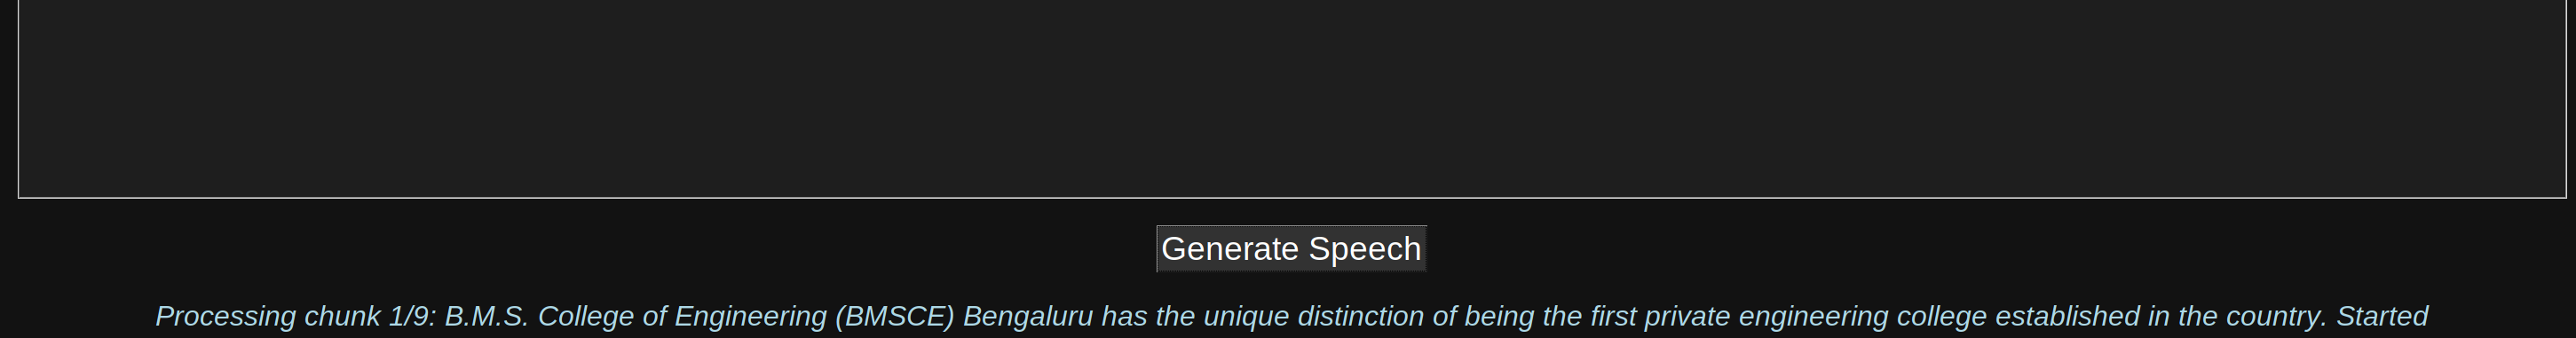 Generate Speech
Processing chunk 1/9: B.M.S. College of Engineering (BMSCE) Bengaluru has the unique distinction of being the first private engineering college established in the country. Started